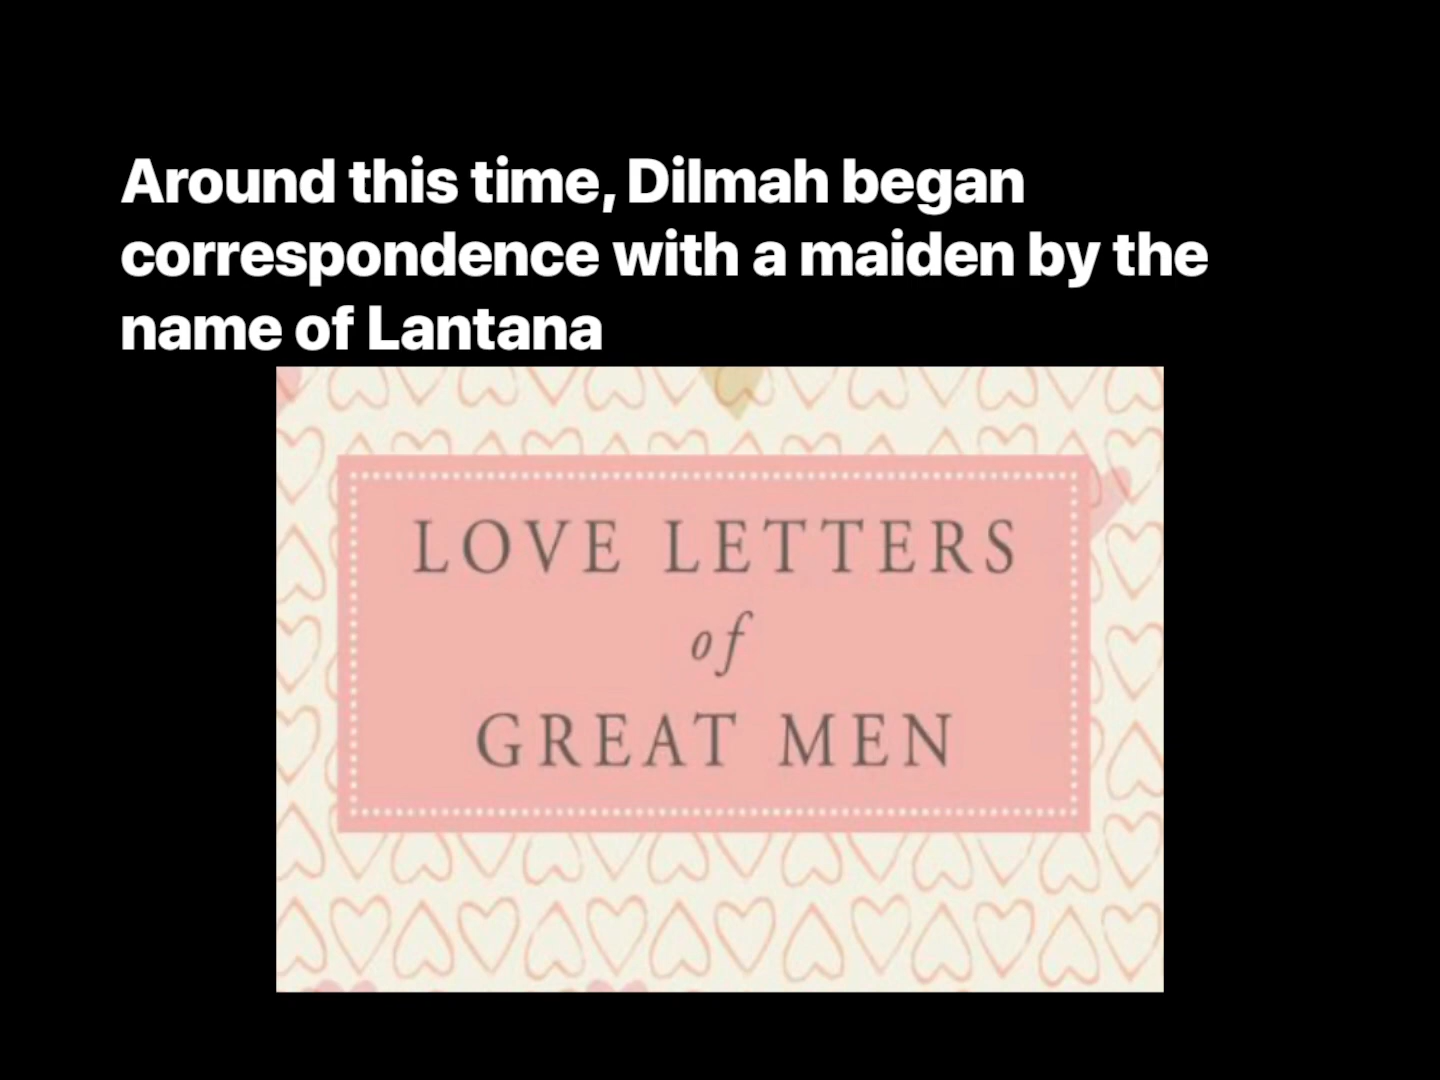 Around this time, Dilmah began
correspondence with a maiden by the
name of Lantana
LOVE LETTERS
of
GREAT MEN